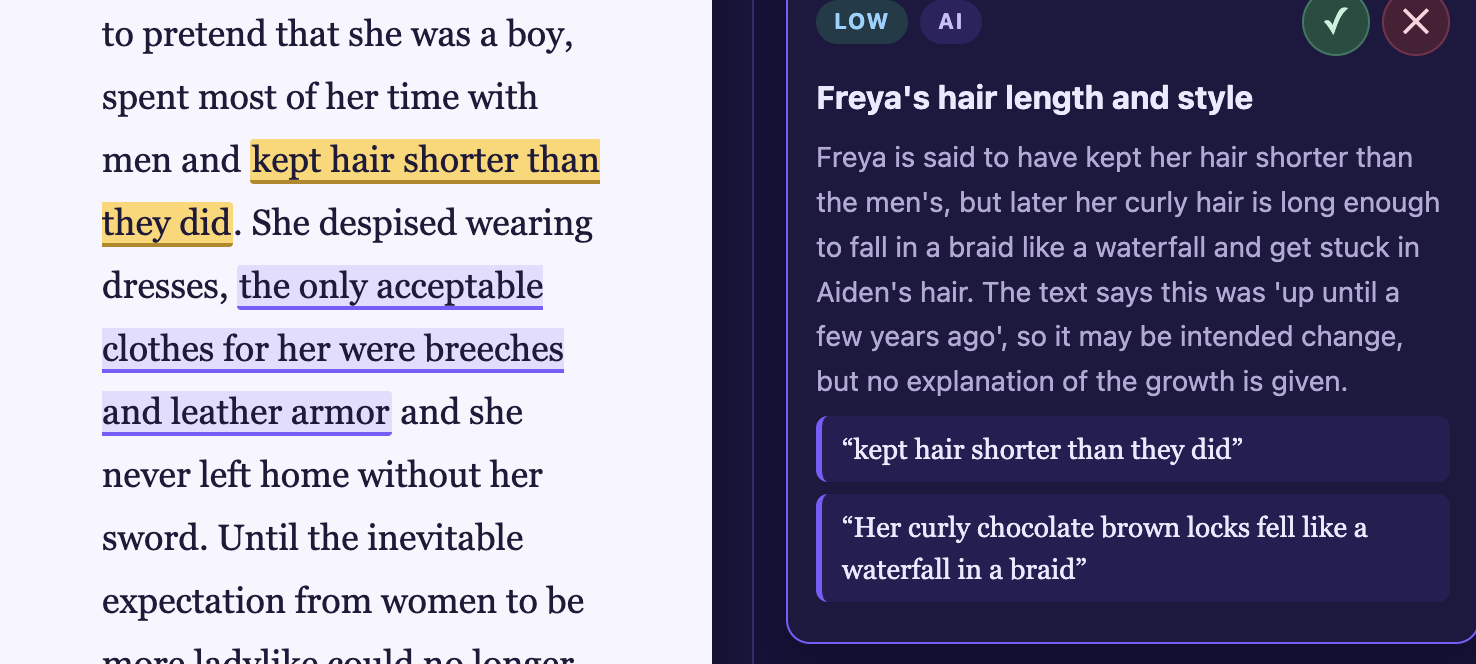 to pretend that she was a boy,
spent most of her time with
men and kept hair shorter than
they did. She despised wearing
dresses, the only acceptable
clothes for her were breeches
and leather armor and she
never left home without her
sword. Until the inevitable
expectation from women to be
more ladylike could no longer
LOW AI
Freya's hair length and style
Freya is said to have kept her hair shorter than
the men's, but later her curly hair is long enough
to fall in a braid like a waterfall and get stuck in
Aiden's hair. The text says this was 'up until a
few years ago', so it may be intended change,
but no explanation of the growth is given.
“kept hair shorter than they did”
“Her curly chocolate brown locks fell like a
waterfall in a braid”